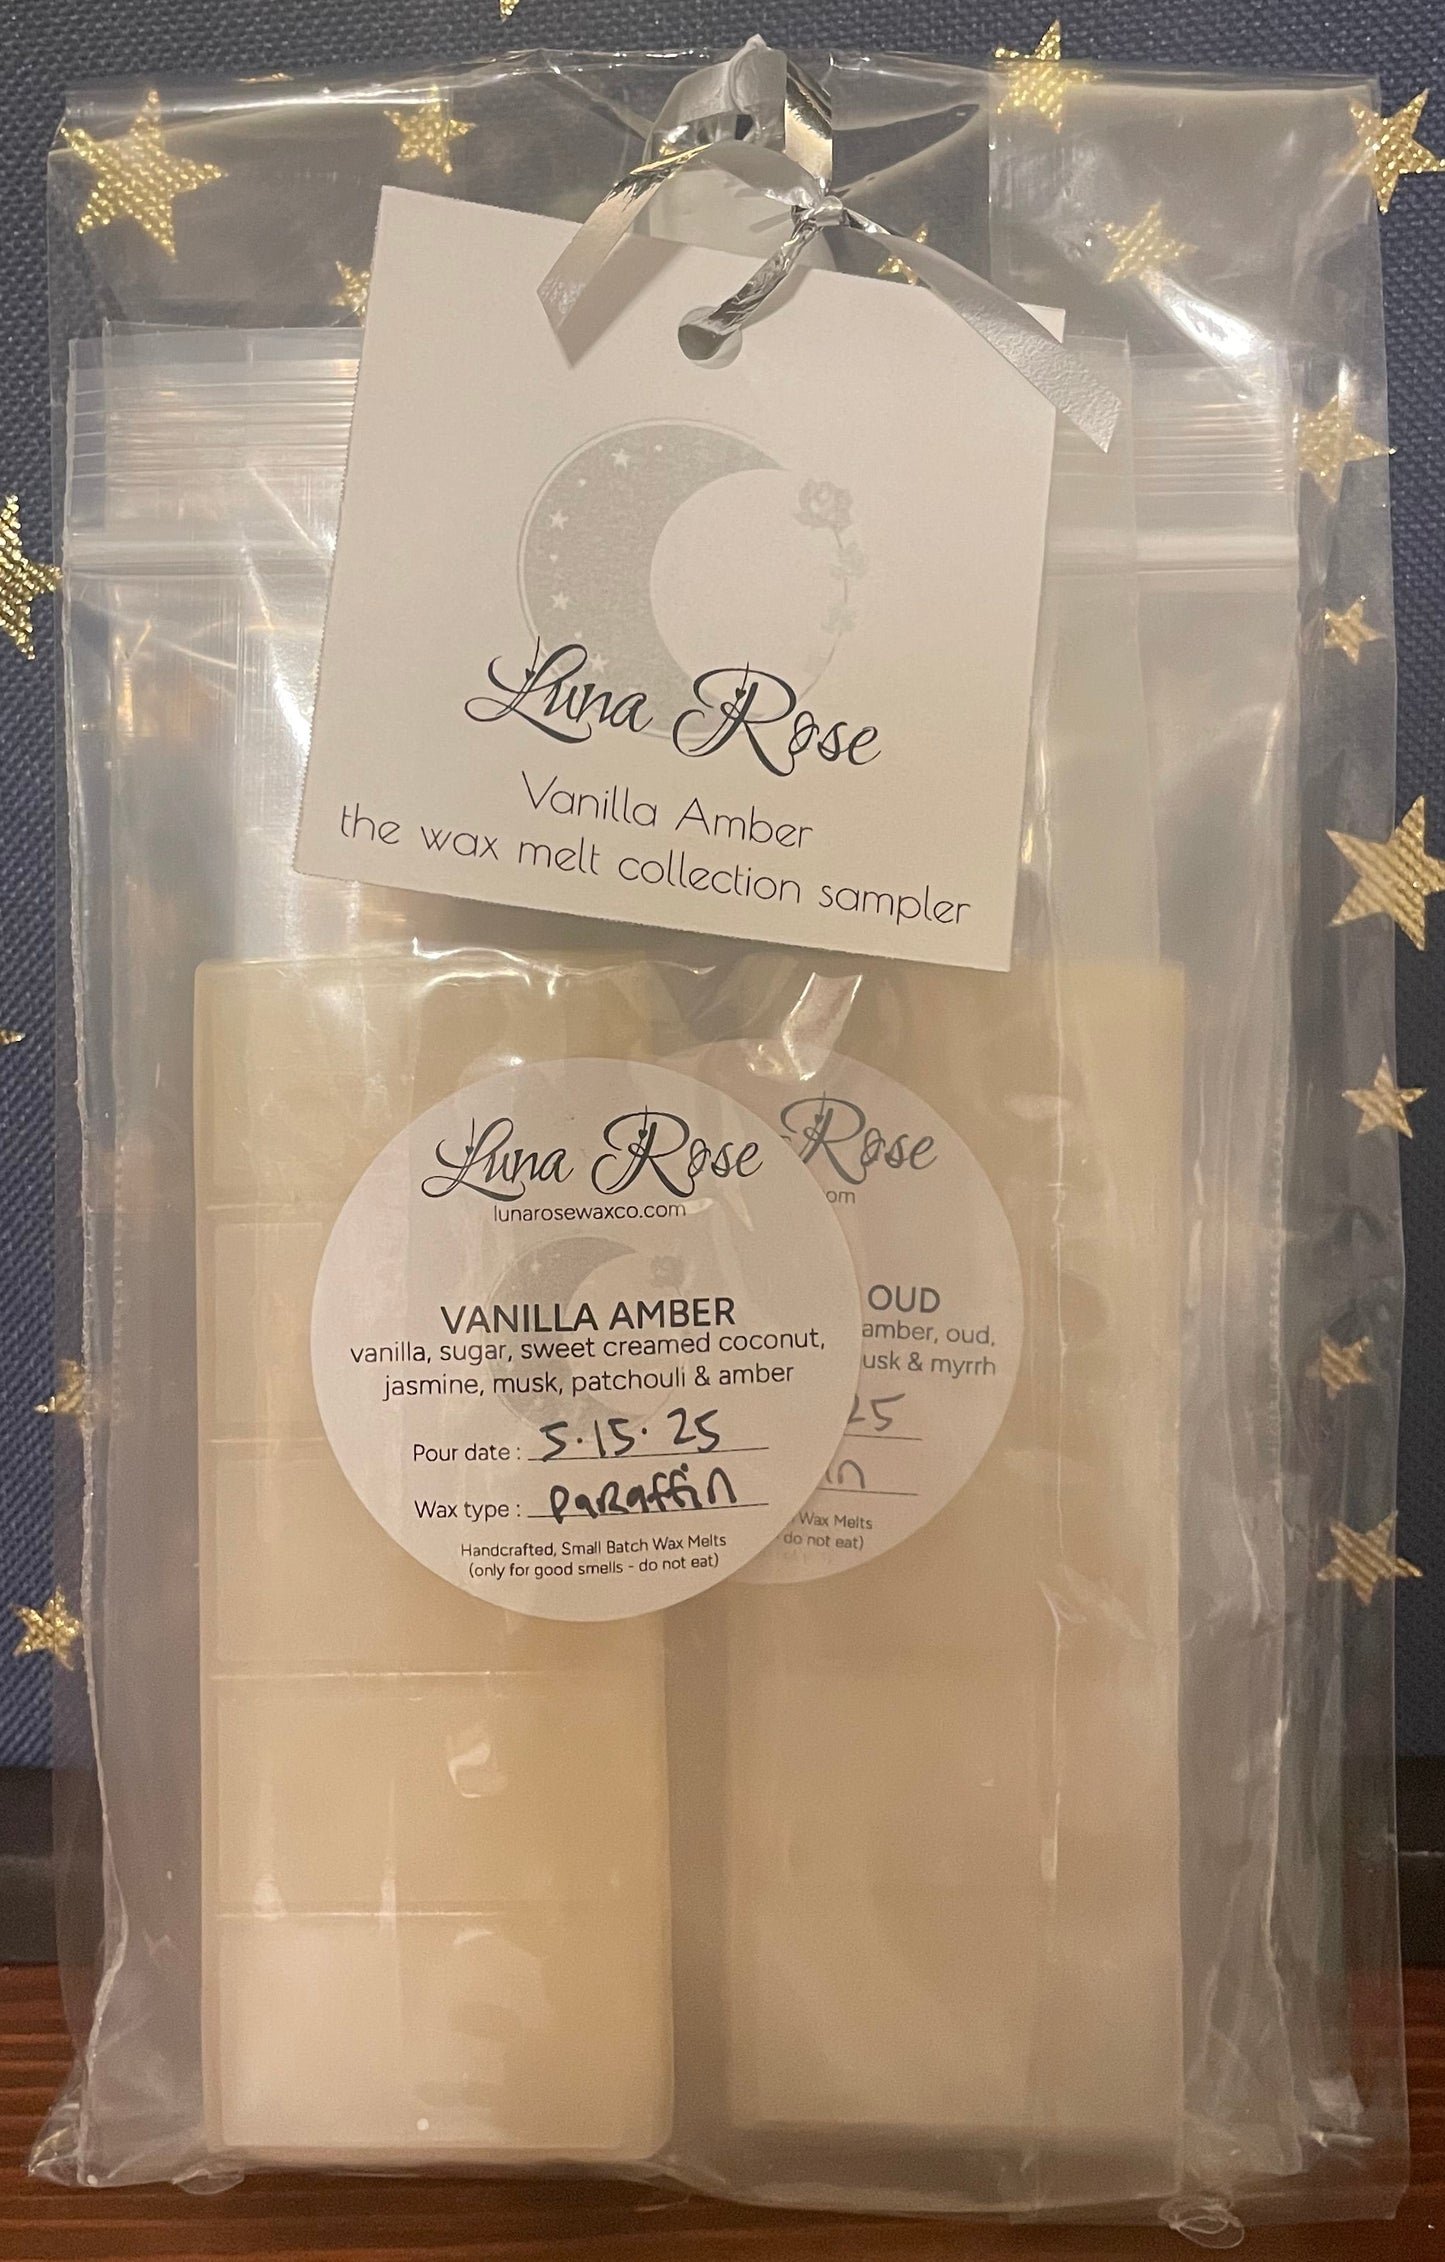 Luna Rose
Vanilla Amber
the wax melt collection sampler
Luna Rose
lunarosewaxco.com
VANILLA AMBER
vanilla, sugar, sweet creamed coconut,
jasmine, musk, patchouli & amber
Pour date : 5.15.25
Wax type : Paraffin
Handcrafted, Small Batch Wax Melts
(only for good smells - do not eat)
Rose
om
OUD
amber, oud,
usk & myrrh
25
in
Wax Melts
do not eat)